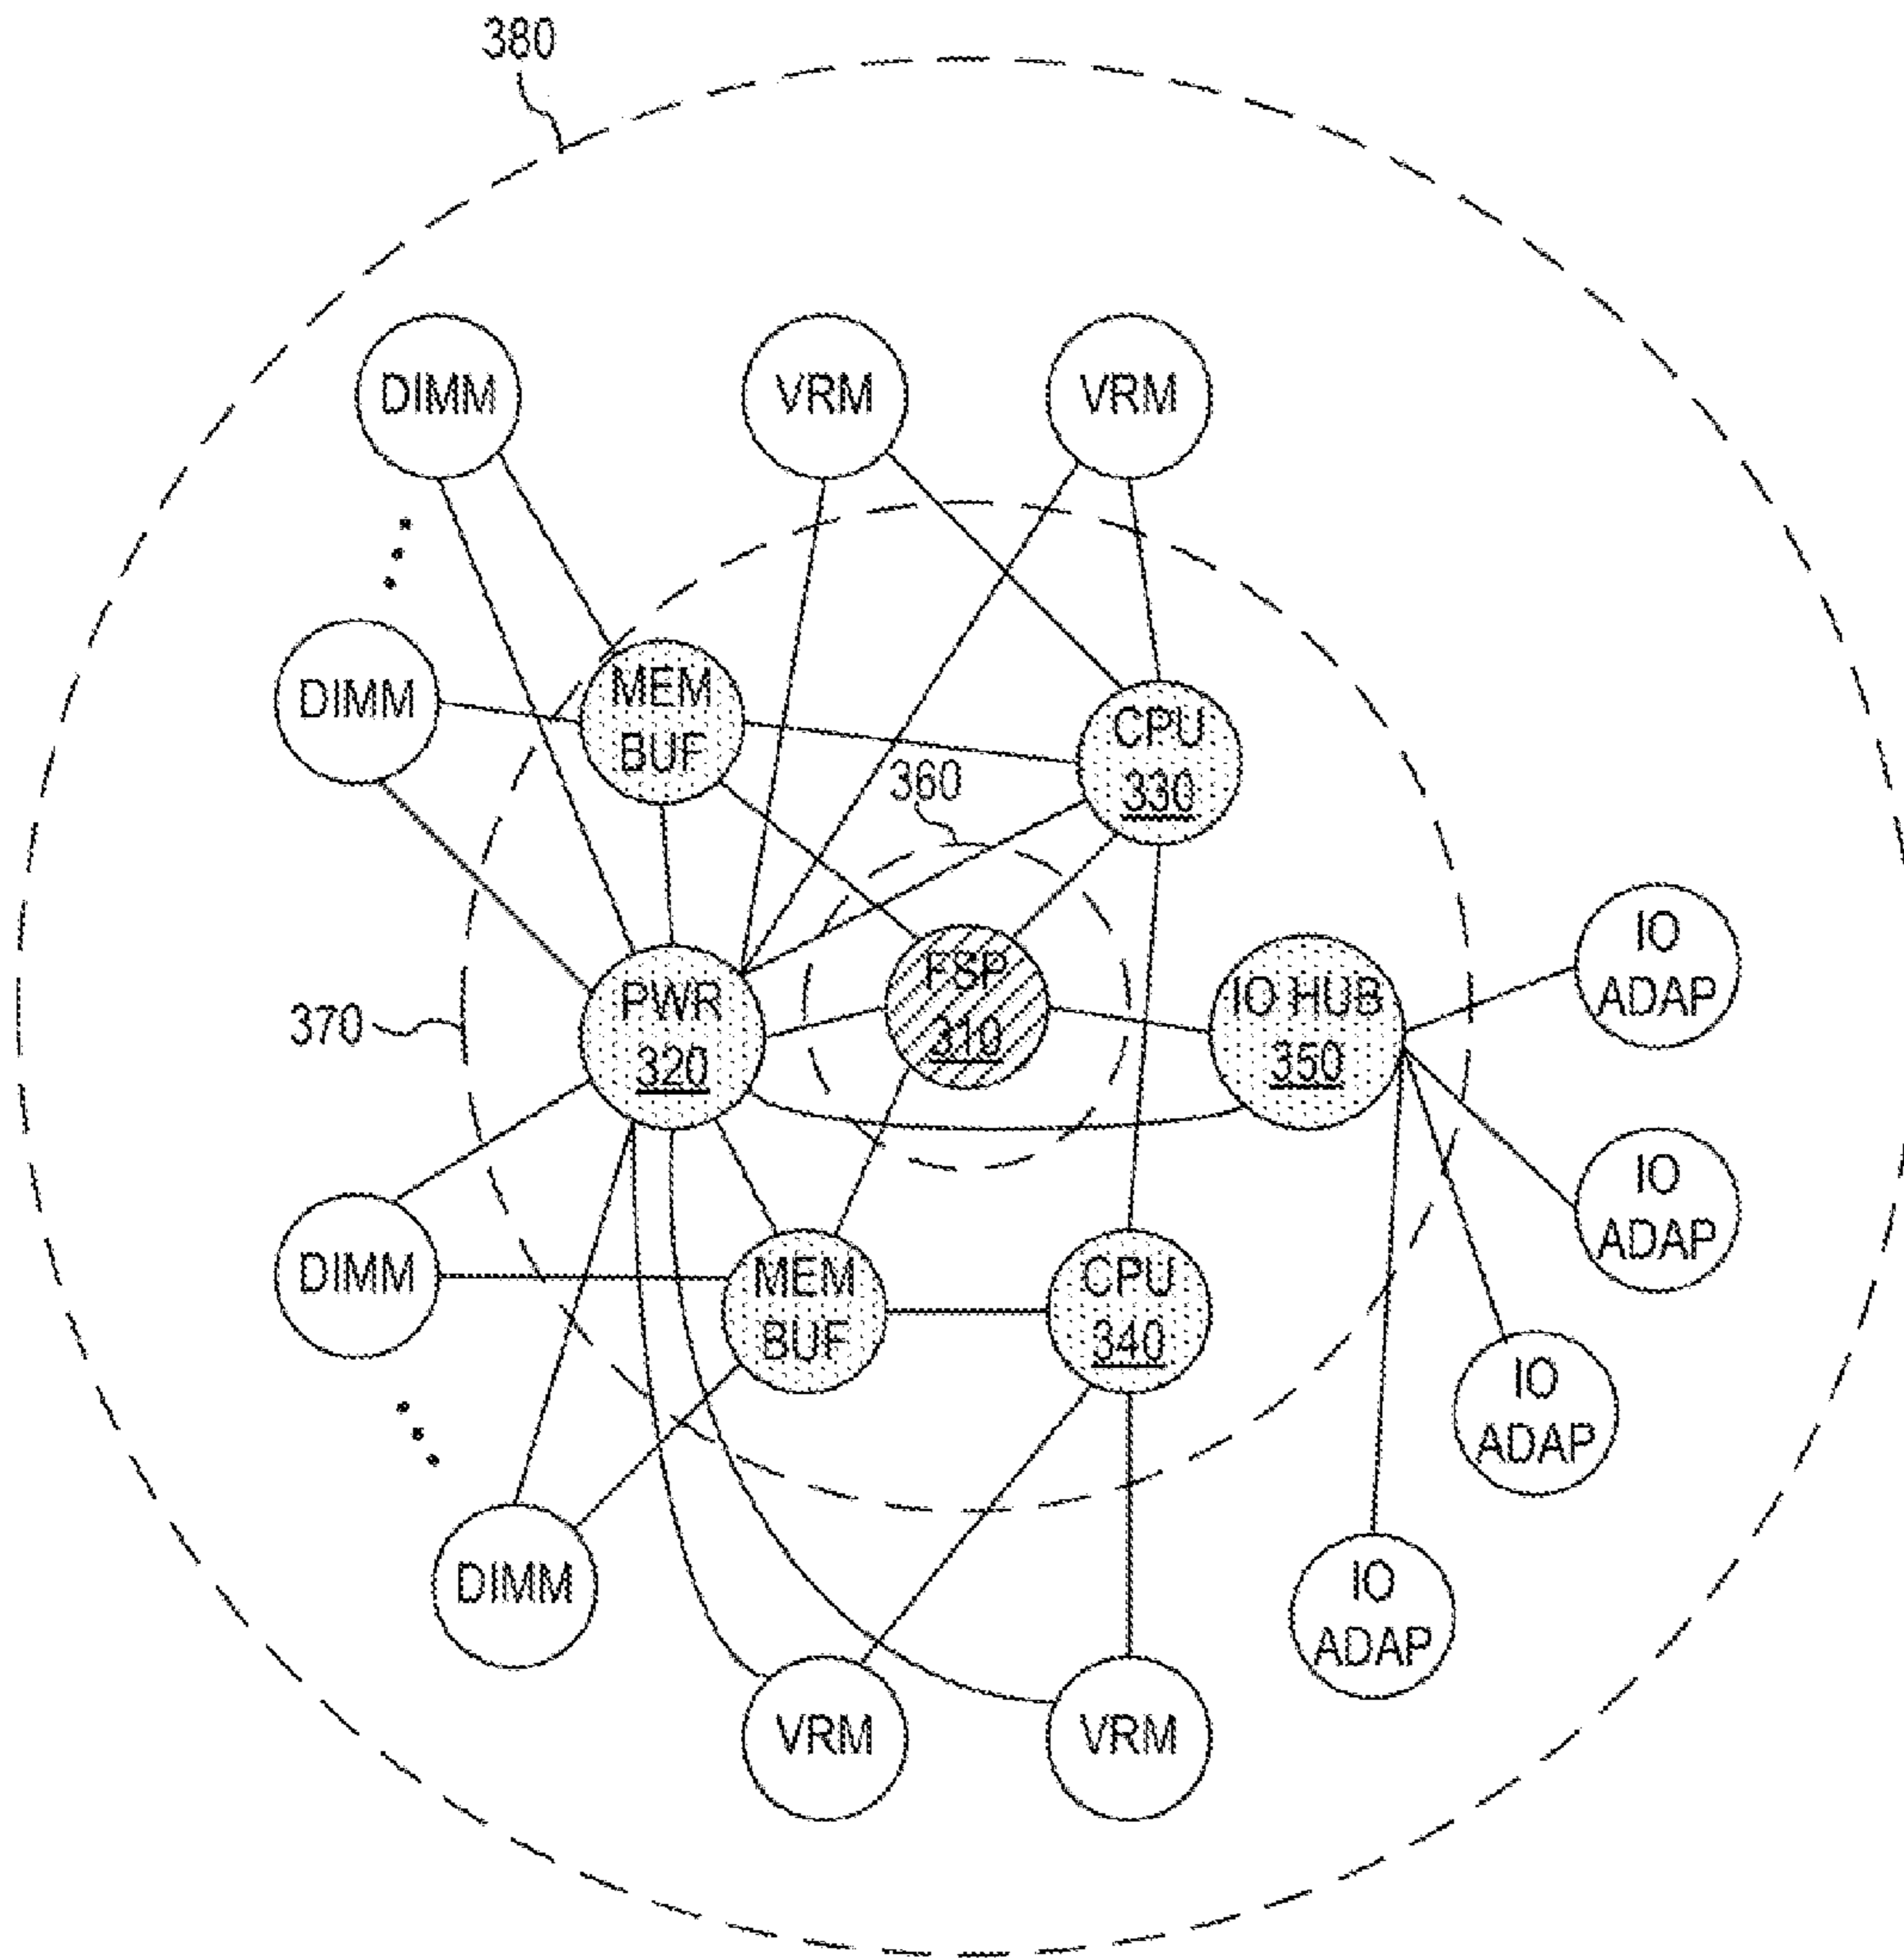 380
DIMM
VRM
VRM
DIMM
MEM
BUF
CPU
330
360
IO
ADAP
FSP
310
PWR
320
IO HUB
350
370
IO
ADAP
DIMM
MEM
BUF
CPU
340
IO
ADAP
DIMM
IO
ADAP
VRM
VRM